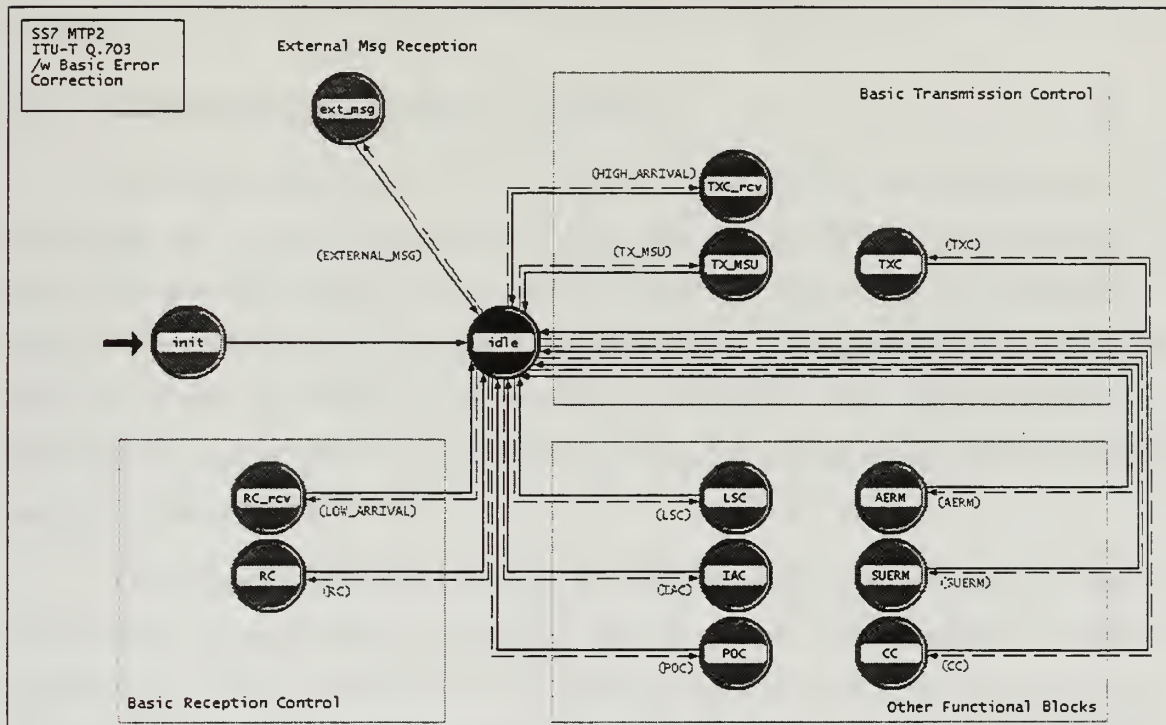 SS7 MTP2
ITU-T Q.703
/w Basic Error
Correction
External Msg Reception
ext_msg
(EXTERNAL_MSG)
Basic Transmission Control
(HIGH_ARRIVAL)
TXC_rcv
(TX_MSU)
TX_MSU
TXC
(TXC)
init
idle
RC_rcv
(LOW_ARRIVAL)
RC
(RC)
Basic Reception Control
LSC
(LSC)
AERM
(AERM)
IAC
(IAC)
SUERM
(SUERM)
POC
(POC)
CC
(CC)
Other Functional Blocks